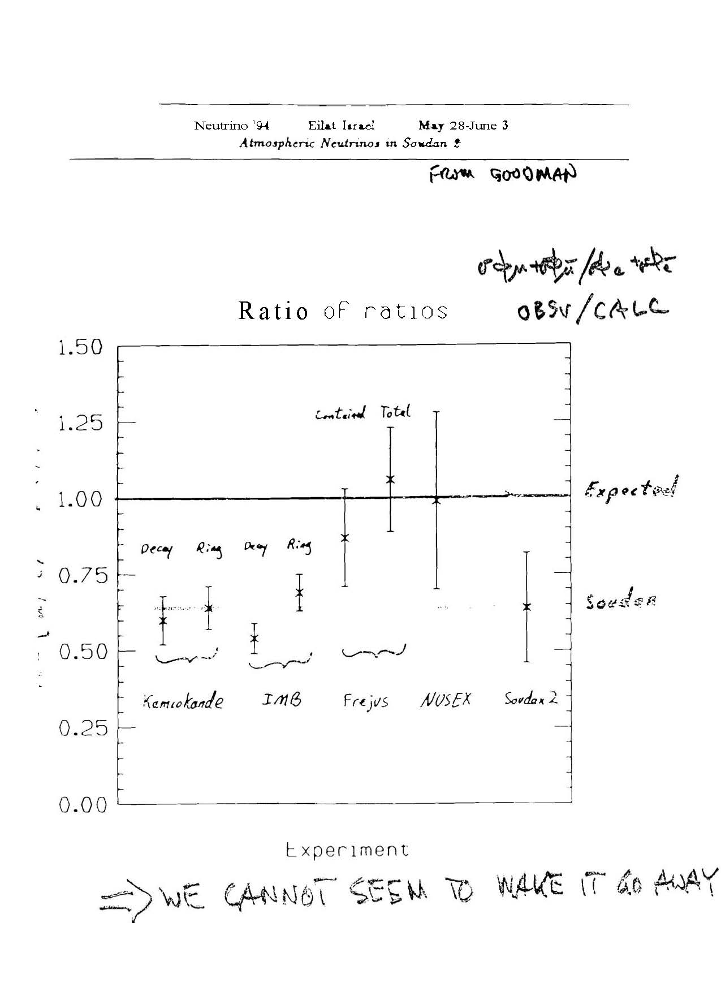 Neutrino '94 Eilat Israel May 28-June 3
Atmospheric Neutrinos in Soudan 2
FROM GOODMAN
OBSV/CALC
Ratio of ratios
1.50
Contained Total
1.25
1.00
Expected
Decay Ring Decay Ring
0.75
Soudan
0.50
Kamiokande IMB Frejus NUSEX Soudan 2
0.25
0.00
Experiment
⇒ WE CANNOT SEEM TO MAKE IT GO AWAY